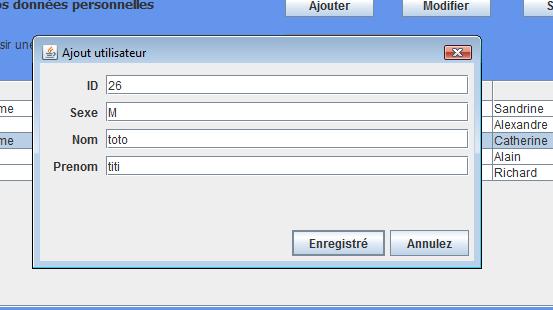 os données personnelles
Ajouter
Modifier
S
sir une
Ajout utilisateur
ID 26
Sexe M
Nom toto
Prenom titi
Enregistré
Annulez
me Sandrine
Alexandre
me Catherine
Alain
Richard